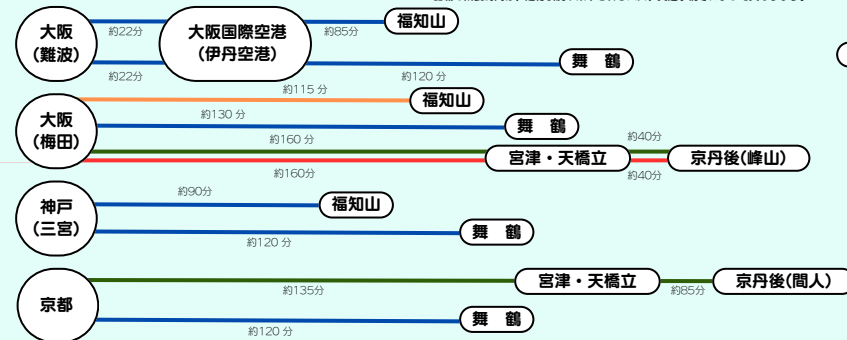 大阪
(難波)
約22分
約22分
大阪国際空港
(伊丹空港)
約85分
福知山
約120 分
舞 鶴
大阪
(梅田)
約115 分
福知山
約130 分
舞 鶴
約160 分
約160分
宮津・天橋立
約40分
約40分
京丹後(峰山)
神戸
(三宮)
約90分
福知山
約120 分
舞 鶴
京都
約135分
宮津・天橋立
約85分
京丹後(間人)
約120 分
舞 鶴